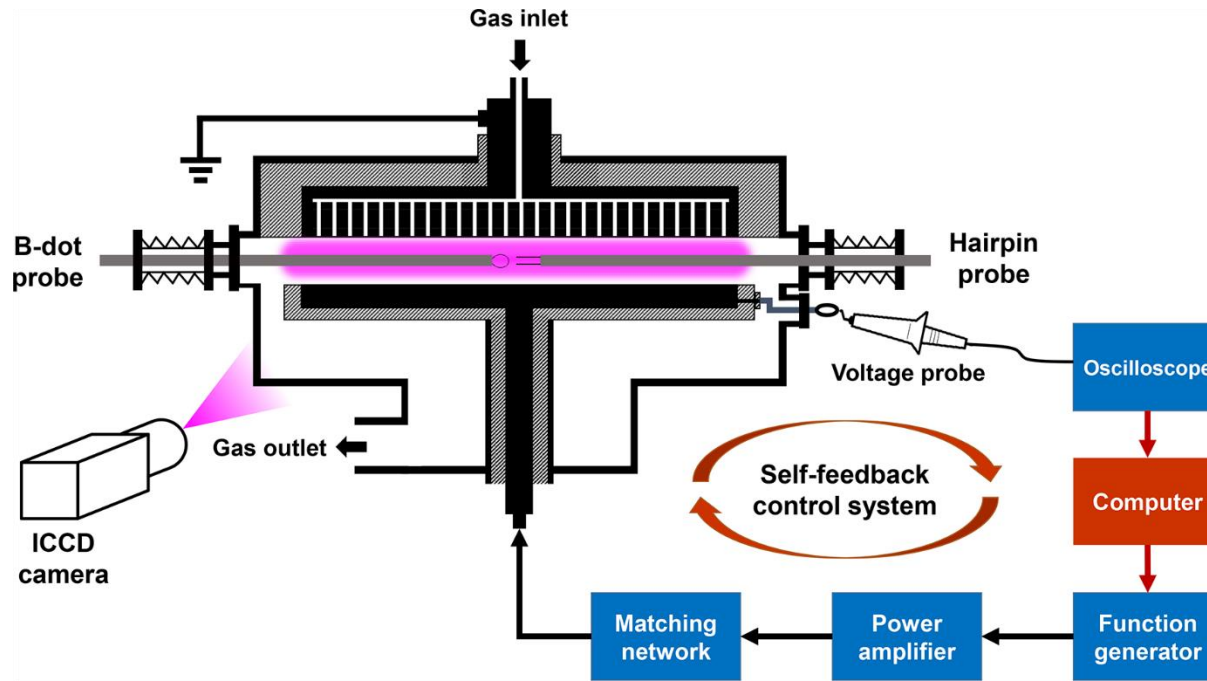 Gas inlet
B-dot
probe
Hairpin
probe
Voltage probe
Oscilloscope
Gas outlet
Self-feedback
control system
Computer
ICCD
camera
Matching
network
Power
amplifier
Function
generator